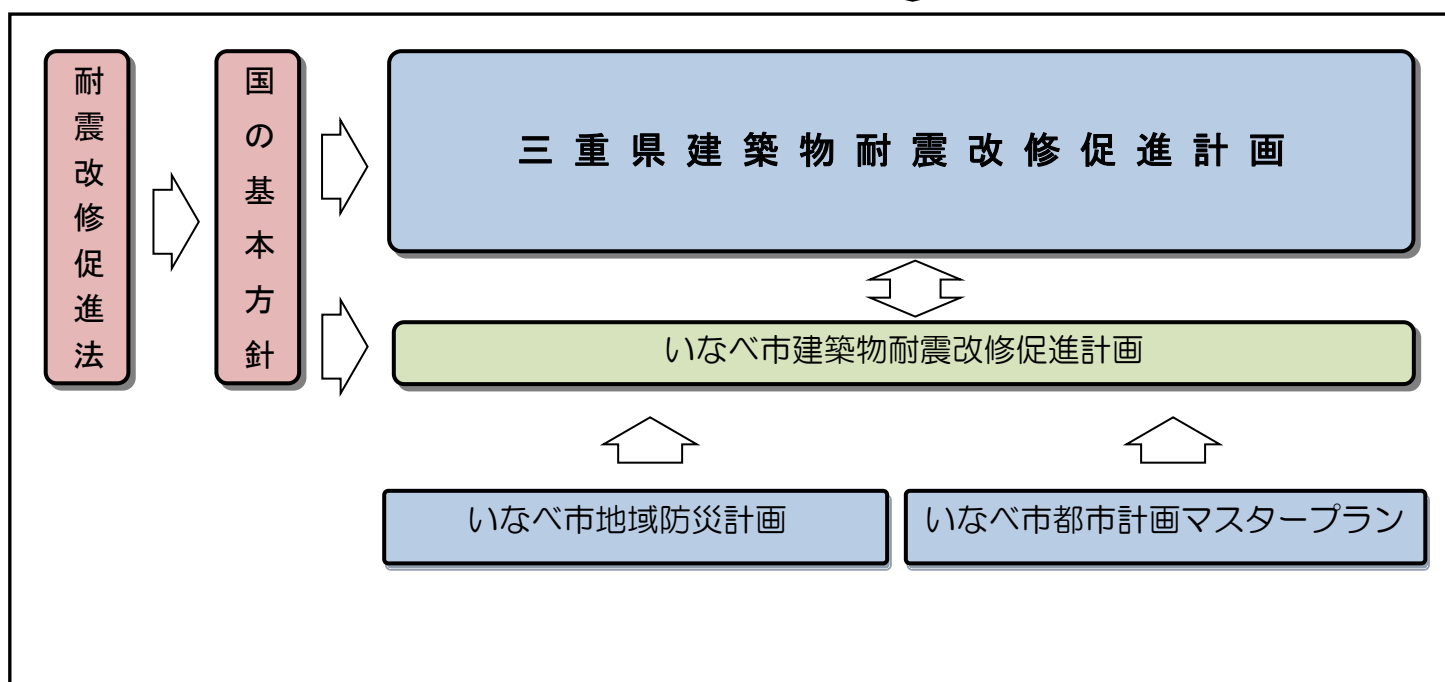 耐震改修促進法
国の基本方針
三重県建築物耐震改修促進計画
いなべ市建築物耐震改修促進計画
いなべ市地域防災計画
いなべ市都市計画マスタープラン